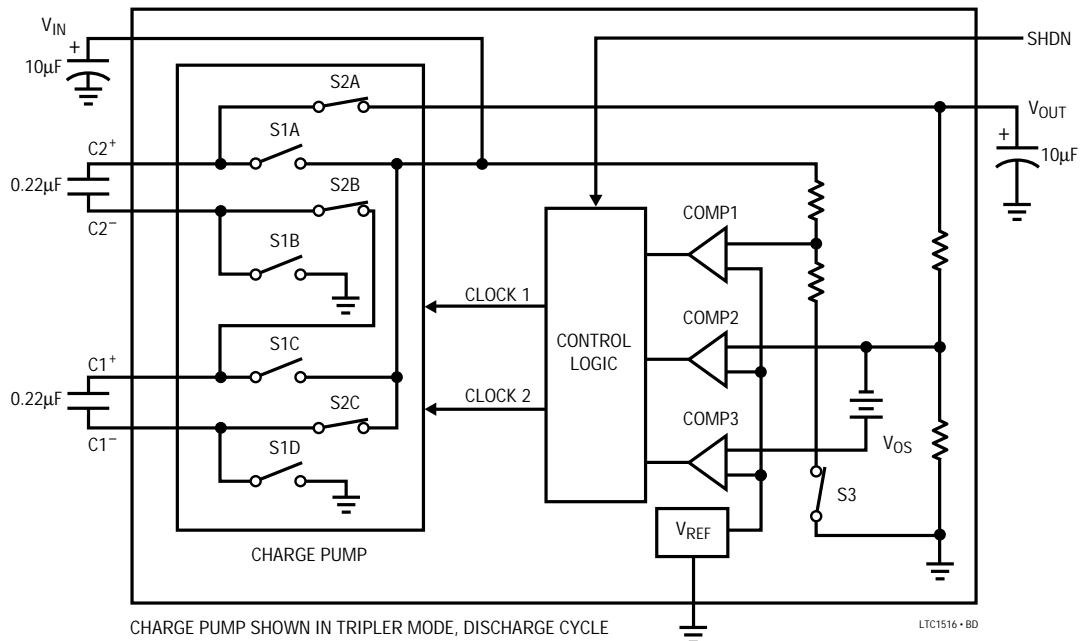 V_IN
+
10µF
S2A
S1A
C2⁺
0.22µF
C2⁻
S2B
S1B
C1⁺
S1C
0.22µF
C1⁻
S2C
S1D
CHARGE PUMP
CLOCK 1
CLOCK 2
CONTROL
LOGIC
COMP1
COMP2
COMP3
V_REF
V_OS
S3
SHDN
V_OUT
+
10µF
CHARGE PUMP SHOWN IN TRIPLER MODE, DISCHARGE CYCLE
LTC1516 • BD